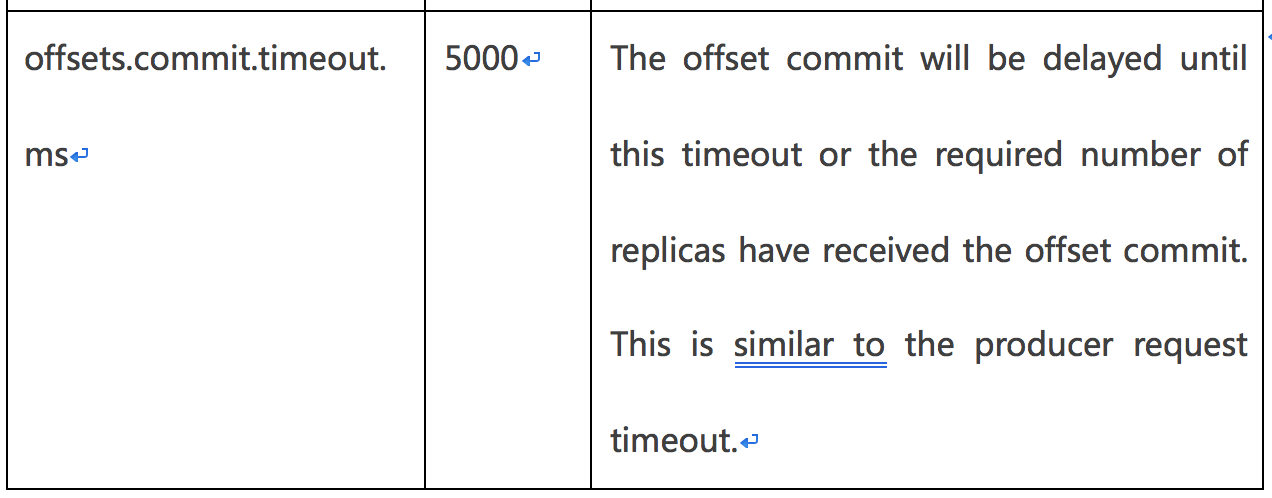 offsets.commit.timeout.
ms
5000
The offset commit will be delayed until
this timeout or the required number of
replicas have received the offset commit.
This is similar to the producer request
timeout.